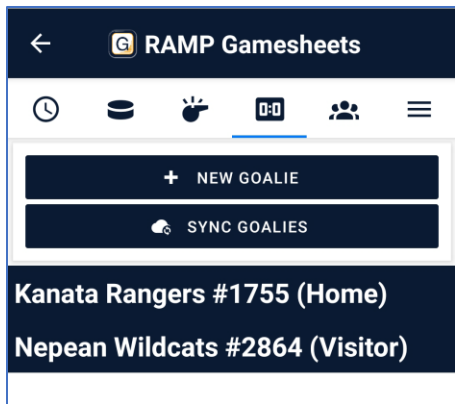 G RAMP Gamesheets
0:0
+ NEW GOALIE
SYNC GOALIES
Kanata Rangers #1755 (Home)
Nepean Wildcats #2864 (Visitor)